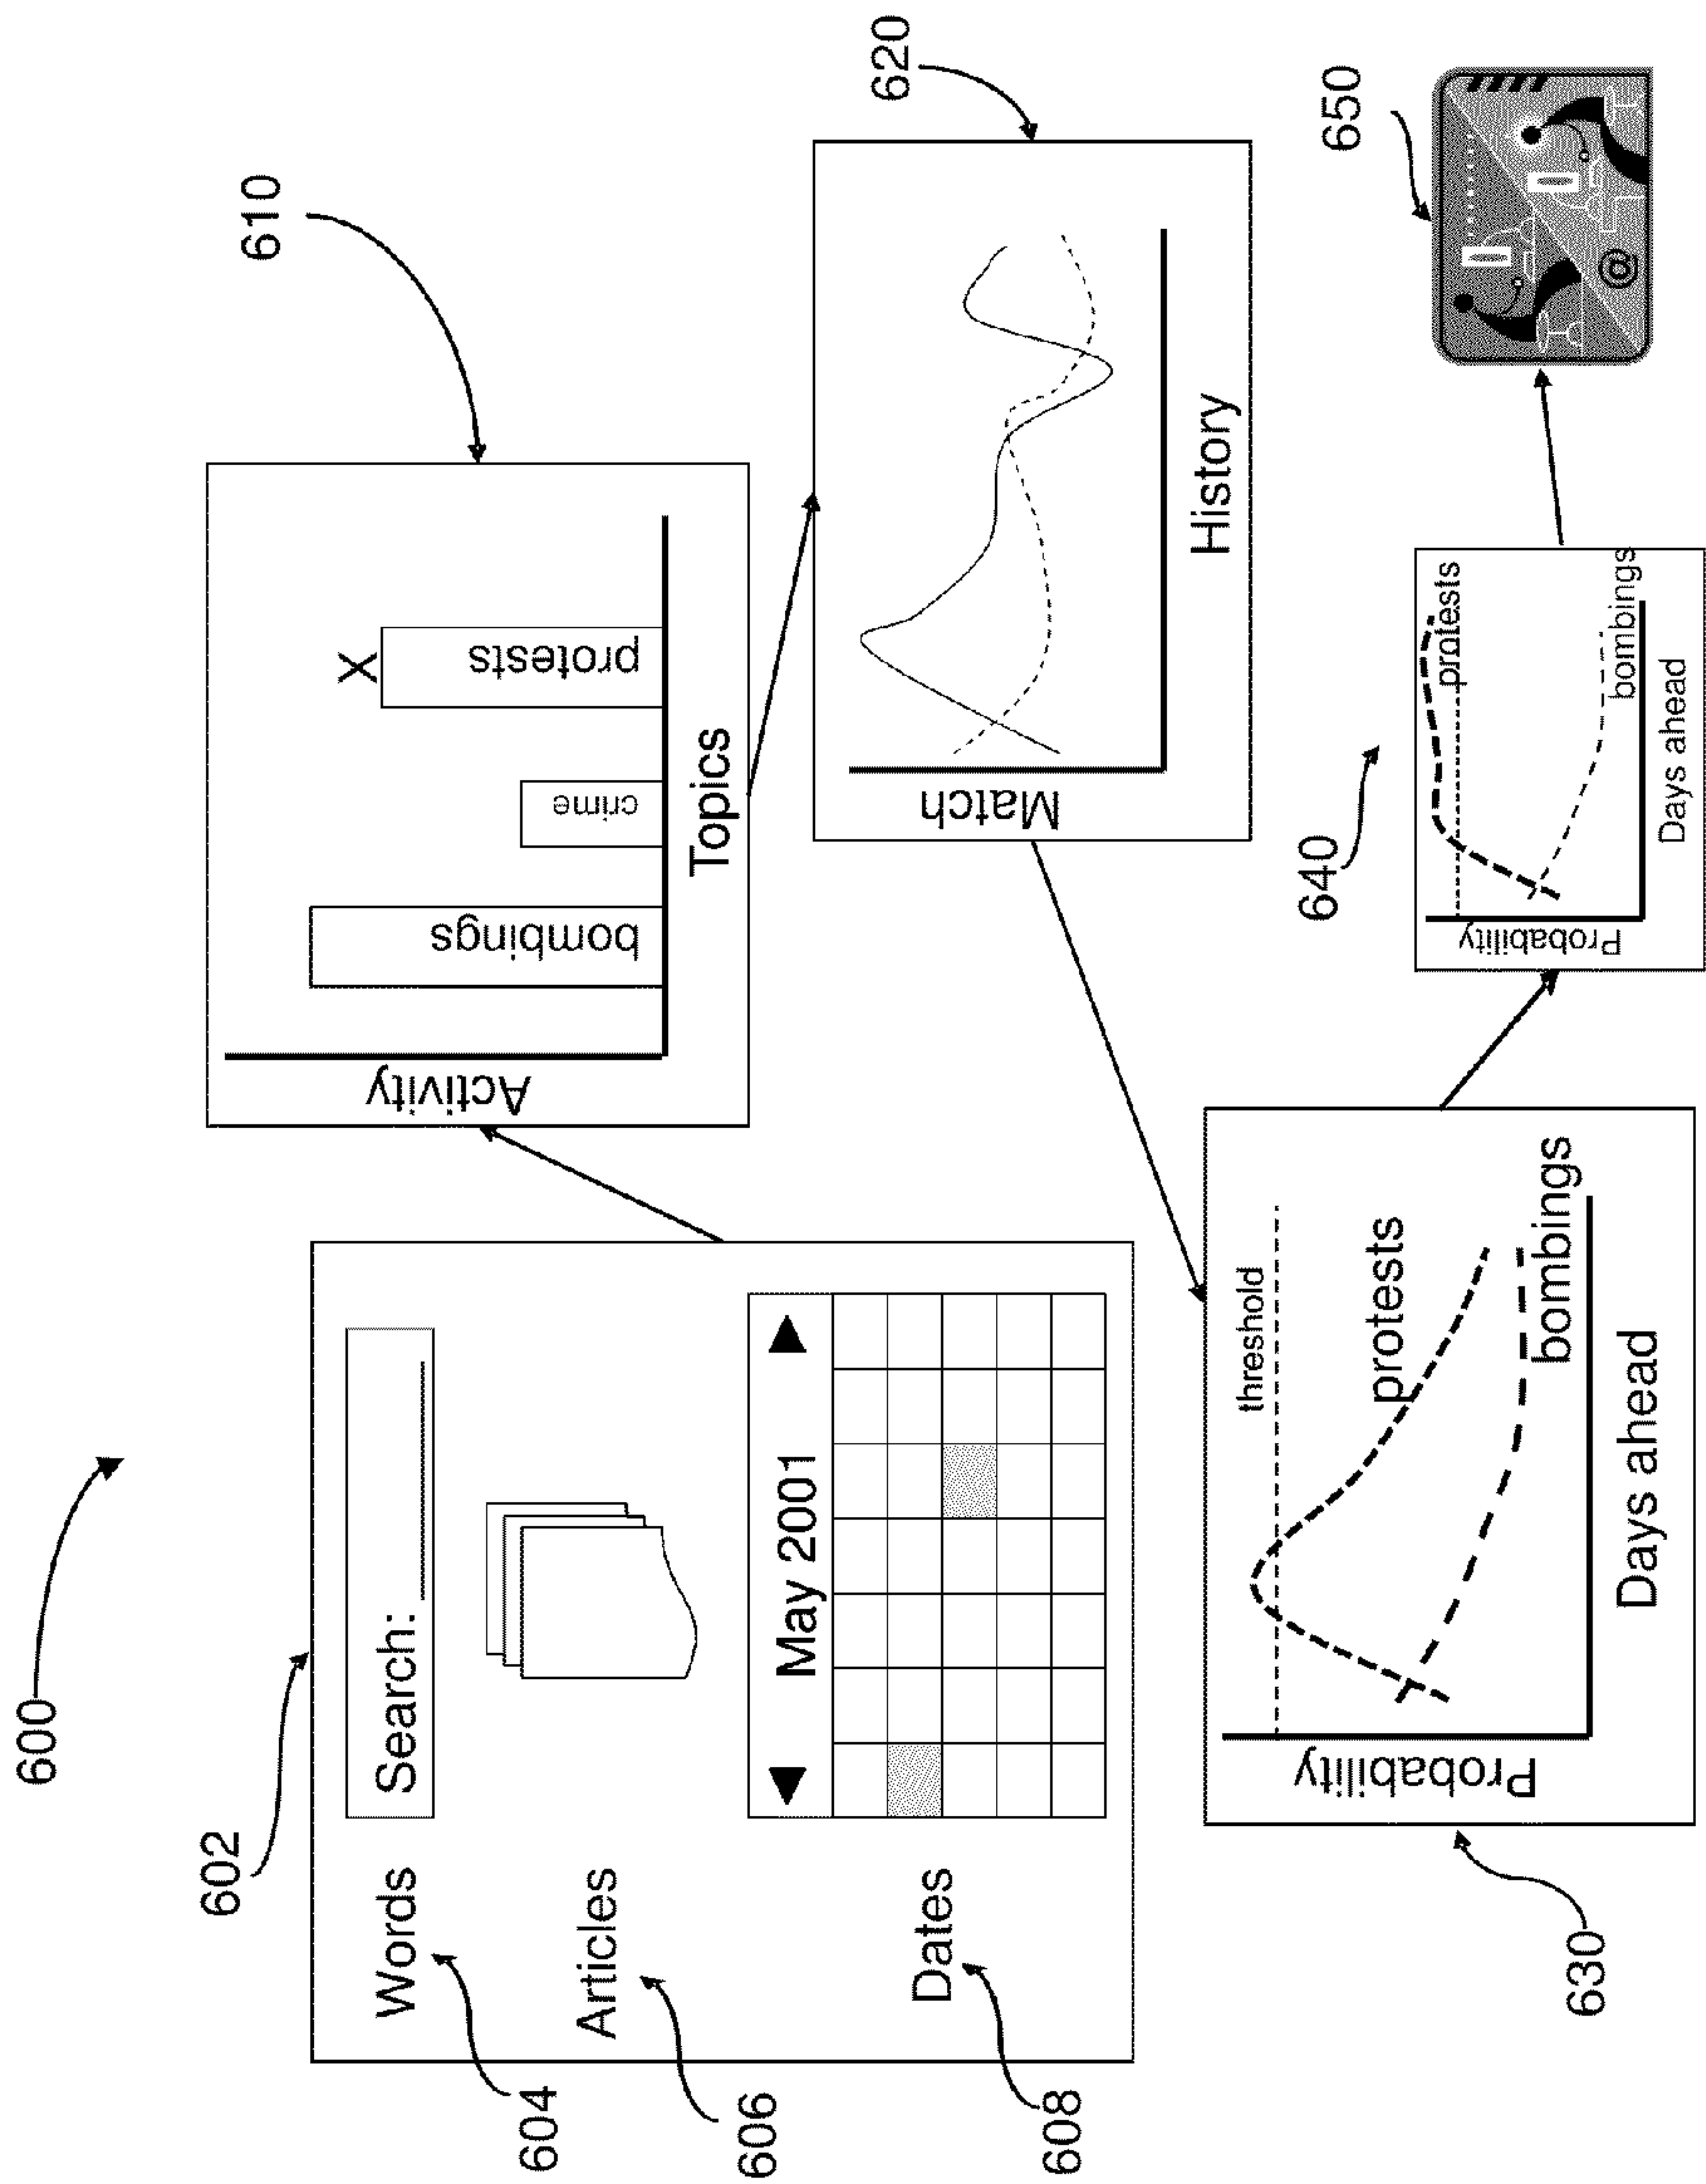 600
602
Words
Search:
604
Articles
606
May 2001
Dates
608
610
Activity
bombings
crime
protests
X
Topics
620
Match
History
630
Probability
threshold
protests
bombings
Days ahead
640
Probability
protests
bombings
Days ahead
650
@